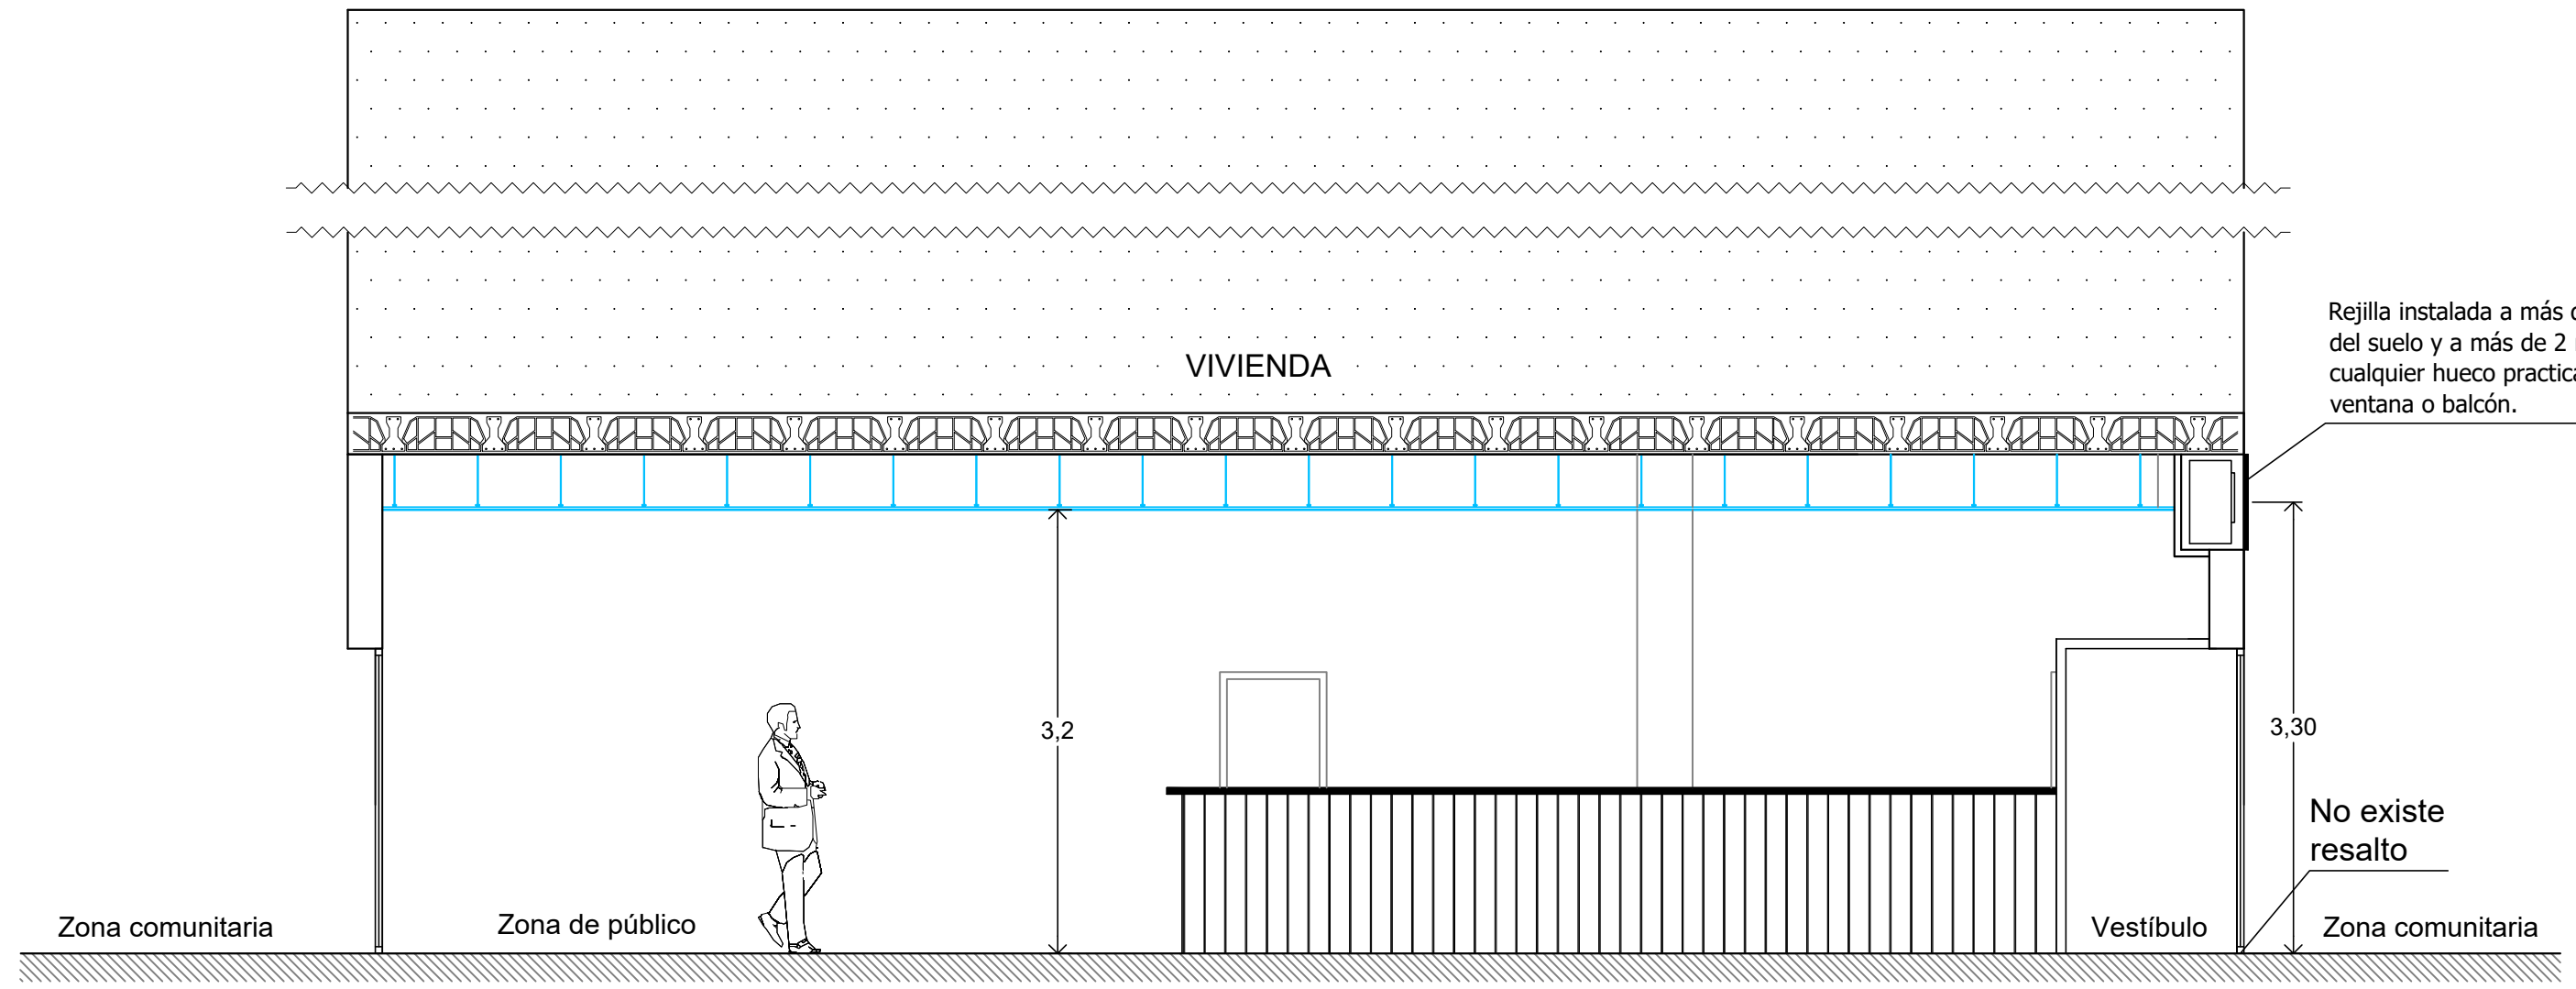 VIVIENDA
Rejilla instalada a más
del suelo y a más de 2
cualquier hueco
ventana o balcón.
3,2
3,30
No existe
resalto
Zona comunitaria
Zona de público
Vestíbulo
Zona comunitaria